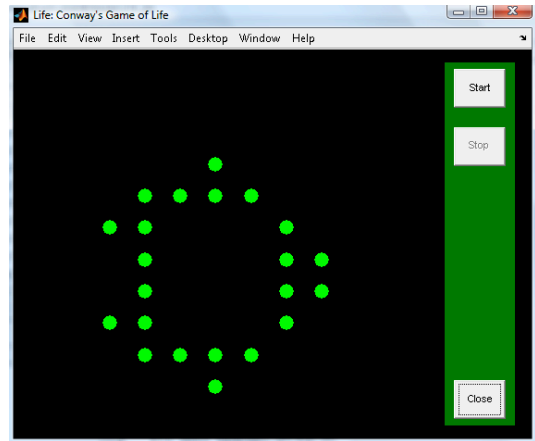 Life: Conway's Game of Life
File Edit View Insert Tools Desktop Window Help
Start
Stop
Close